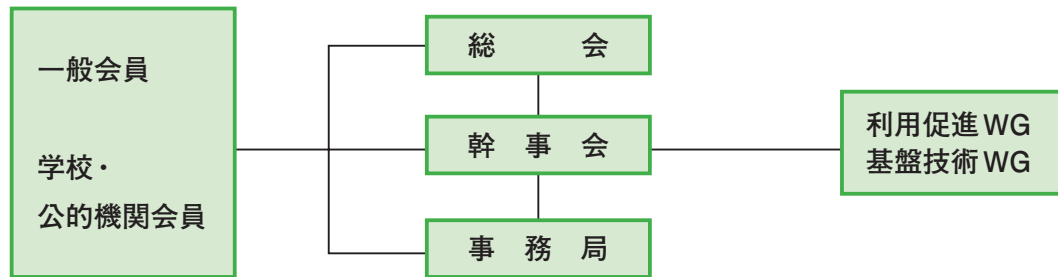 一般会員
学校・
公的機関会員
総会
幹事会
事務局
利用促進WG
基盤技術WG